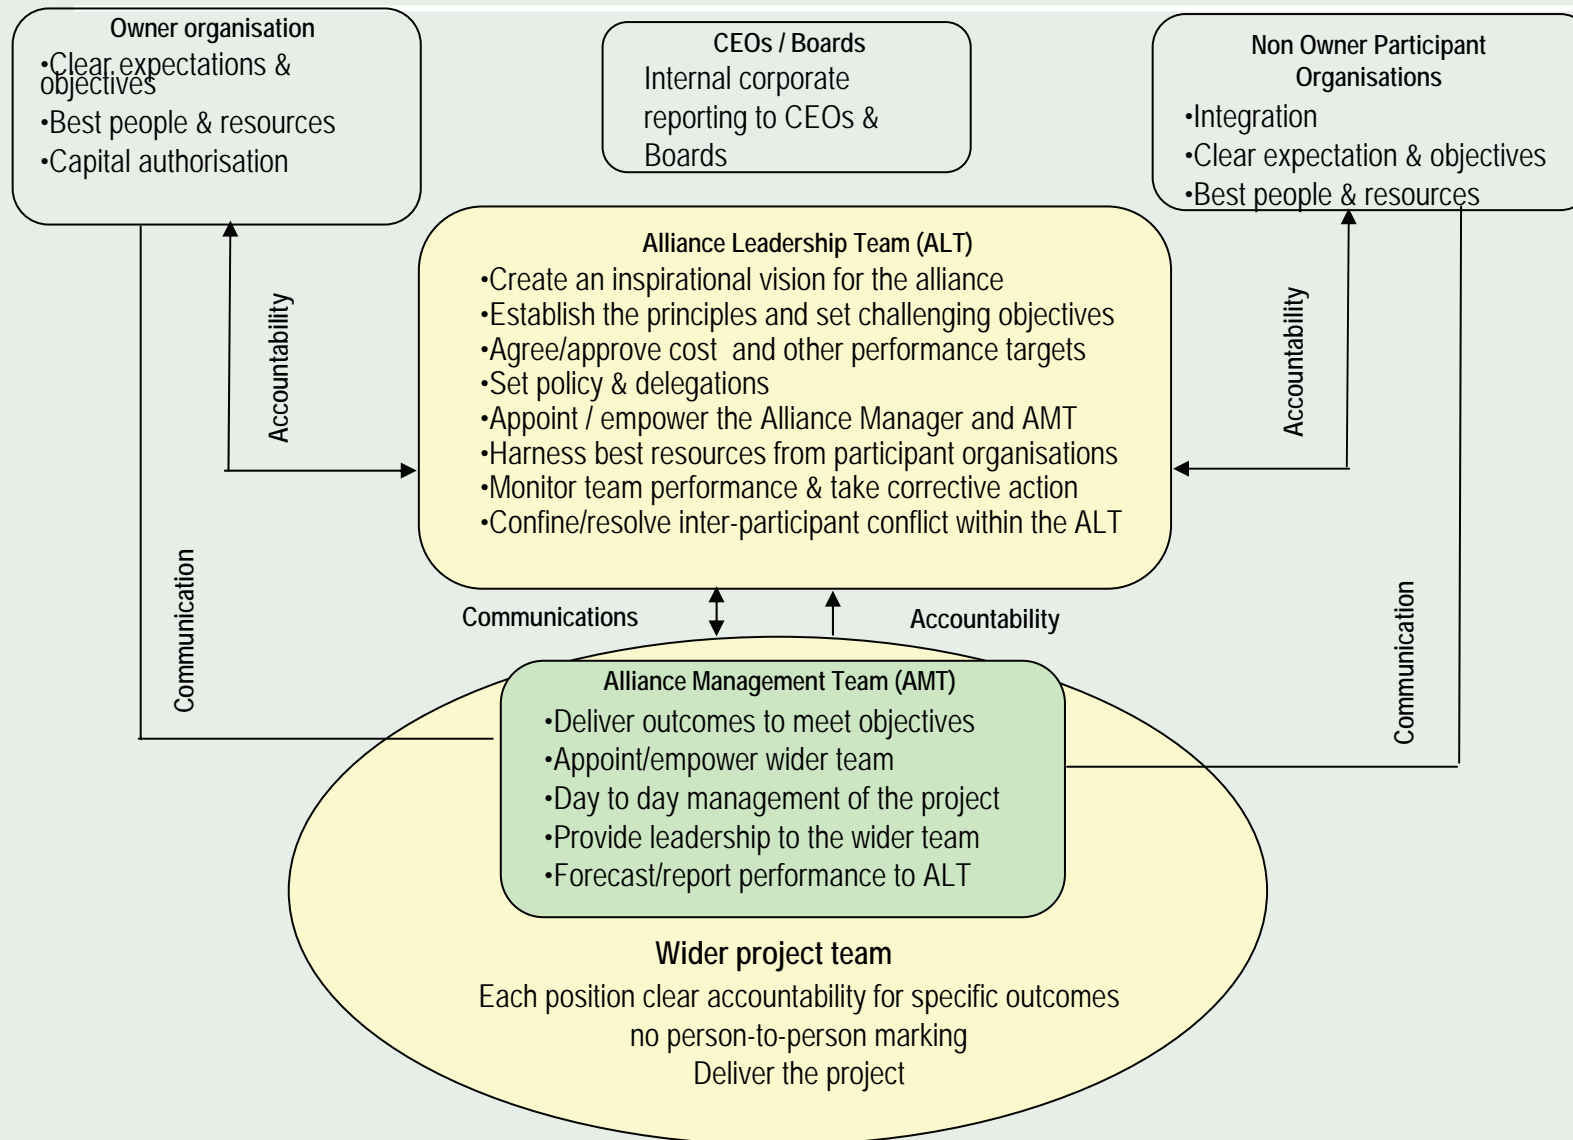 Owner organisation
•Clear expectations &
objectives
•Best people & resources
•Capital authorisation
CEOs / Boards
Internal corporate
reporting to CEOs &
Boards
Non Owner Participant
Organisations
•Integration
•Clear expectation & objectives
•Best people & resources
Accountability
Alliance Leadership Team (ALT)
•Create an inspirational vision for the alliance
•Establish the principles and set challenging objectives
•Agree/approve cost  and other performance targets
•Set policy & delegations
•Appoint / empower the Alliance Manager and AMT
•Harness best resources from participant organisations
•Monitor team performance & take corrective action
•Confine/resolve inter-participant conflict within the ALT
Accountability
Communication
Communications
Accountability
Communication
Alliance Management Team (AMT)
•Deliver outcomes to meet objectives
•Appoint/empower wider team
•Day to day management of the project
•Provide leadership to the wider team
•Forecast/report performance to ALT
Wider project team
Each position clear accountability for specific outcomes
no person-to-person marking
Deliver the project